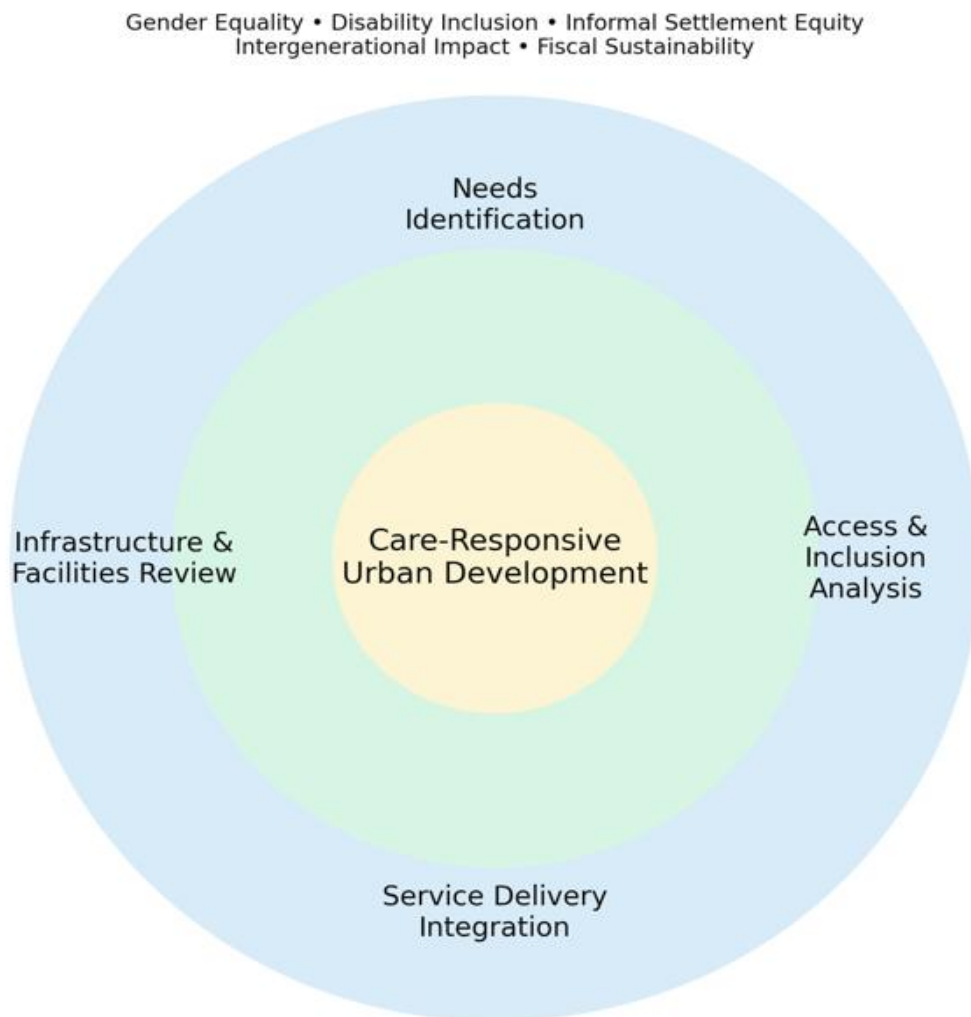 Gender Equality • Disability Inclusion • Informal Settlement Equity
Intergenerational Impact • Fiscal Sustainability
Needs
Identification
Infrastructure &
Facilities Review
Care-Responsive
Urban Development
Access &
Inclusion
Analysis
Service Delivery
Integration